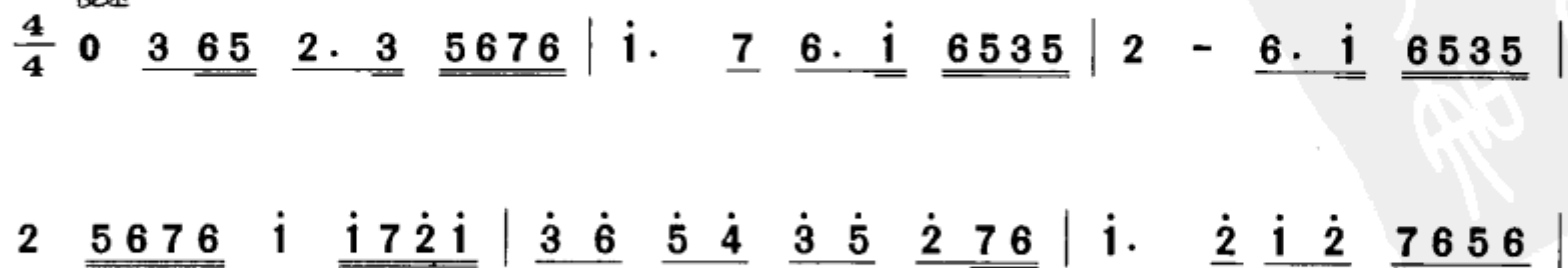 4/4 0 3 65 2. 3 5676 | i̇. 7 6. i̇ 6535 | 2 - 6. i̇ 6535 |
2 5676 i̇ i̇72̇i̇ | 3̇ 6̇ 5̇ 4̇ 3̇ 5̇ 2̇ 76 | i̇. 2̇ i̇ 2̇ 7656 |